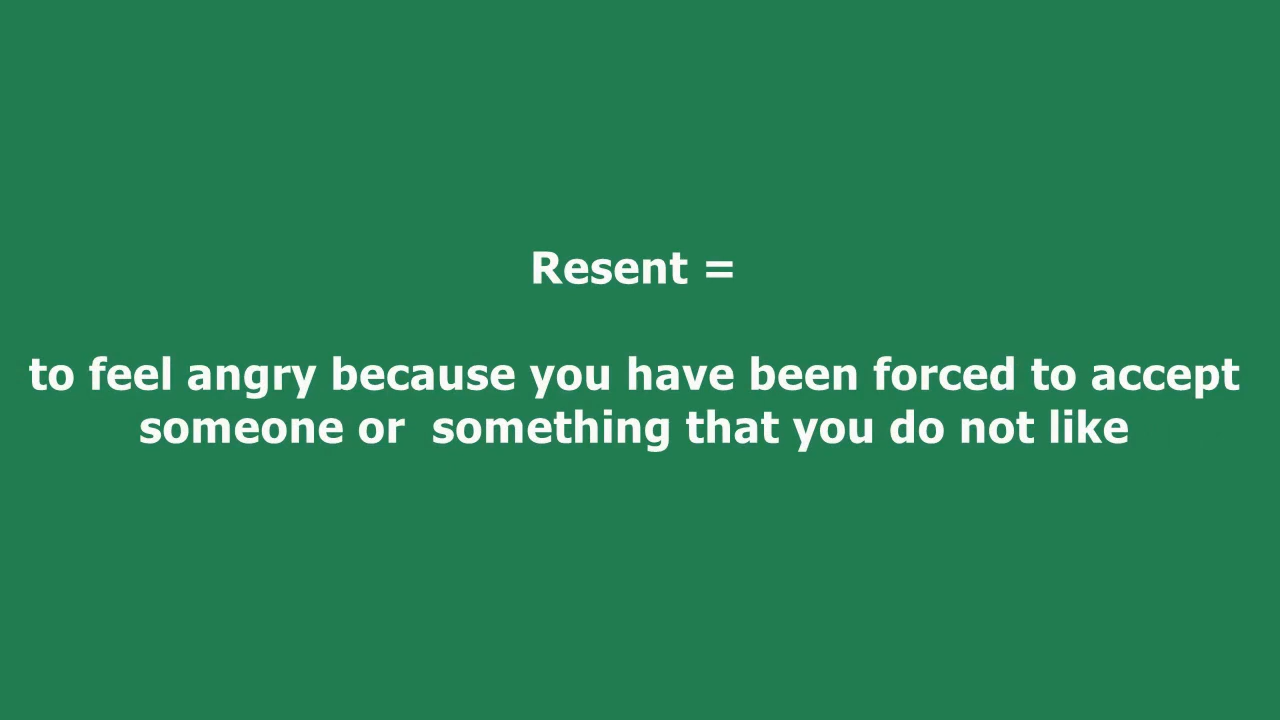 Resent =
to feel angry because you have been forced to accept
someone or  something that you do not like